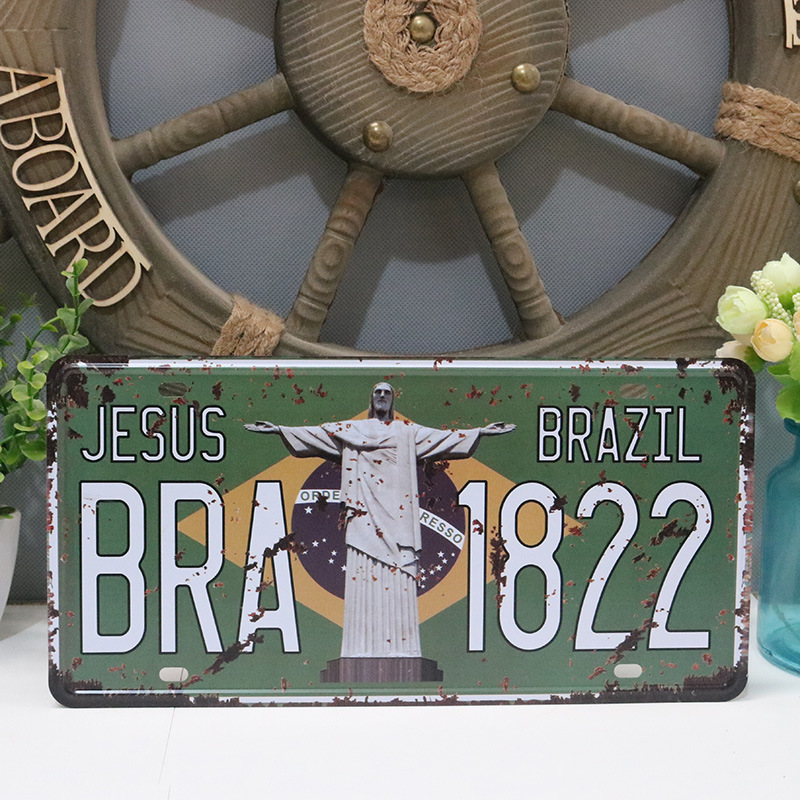 ABOARD
JESUS BRAZIL
ORDE RESSO
BRA 1822